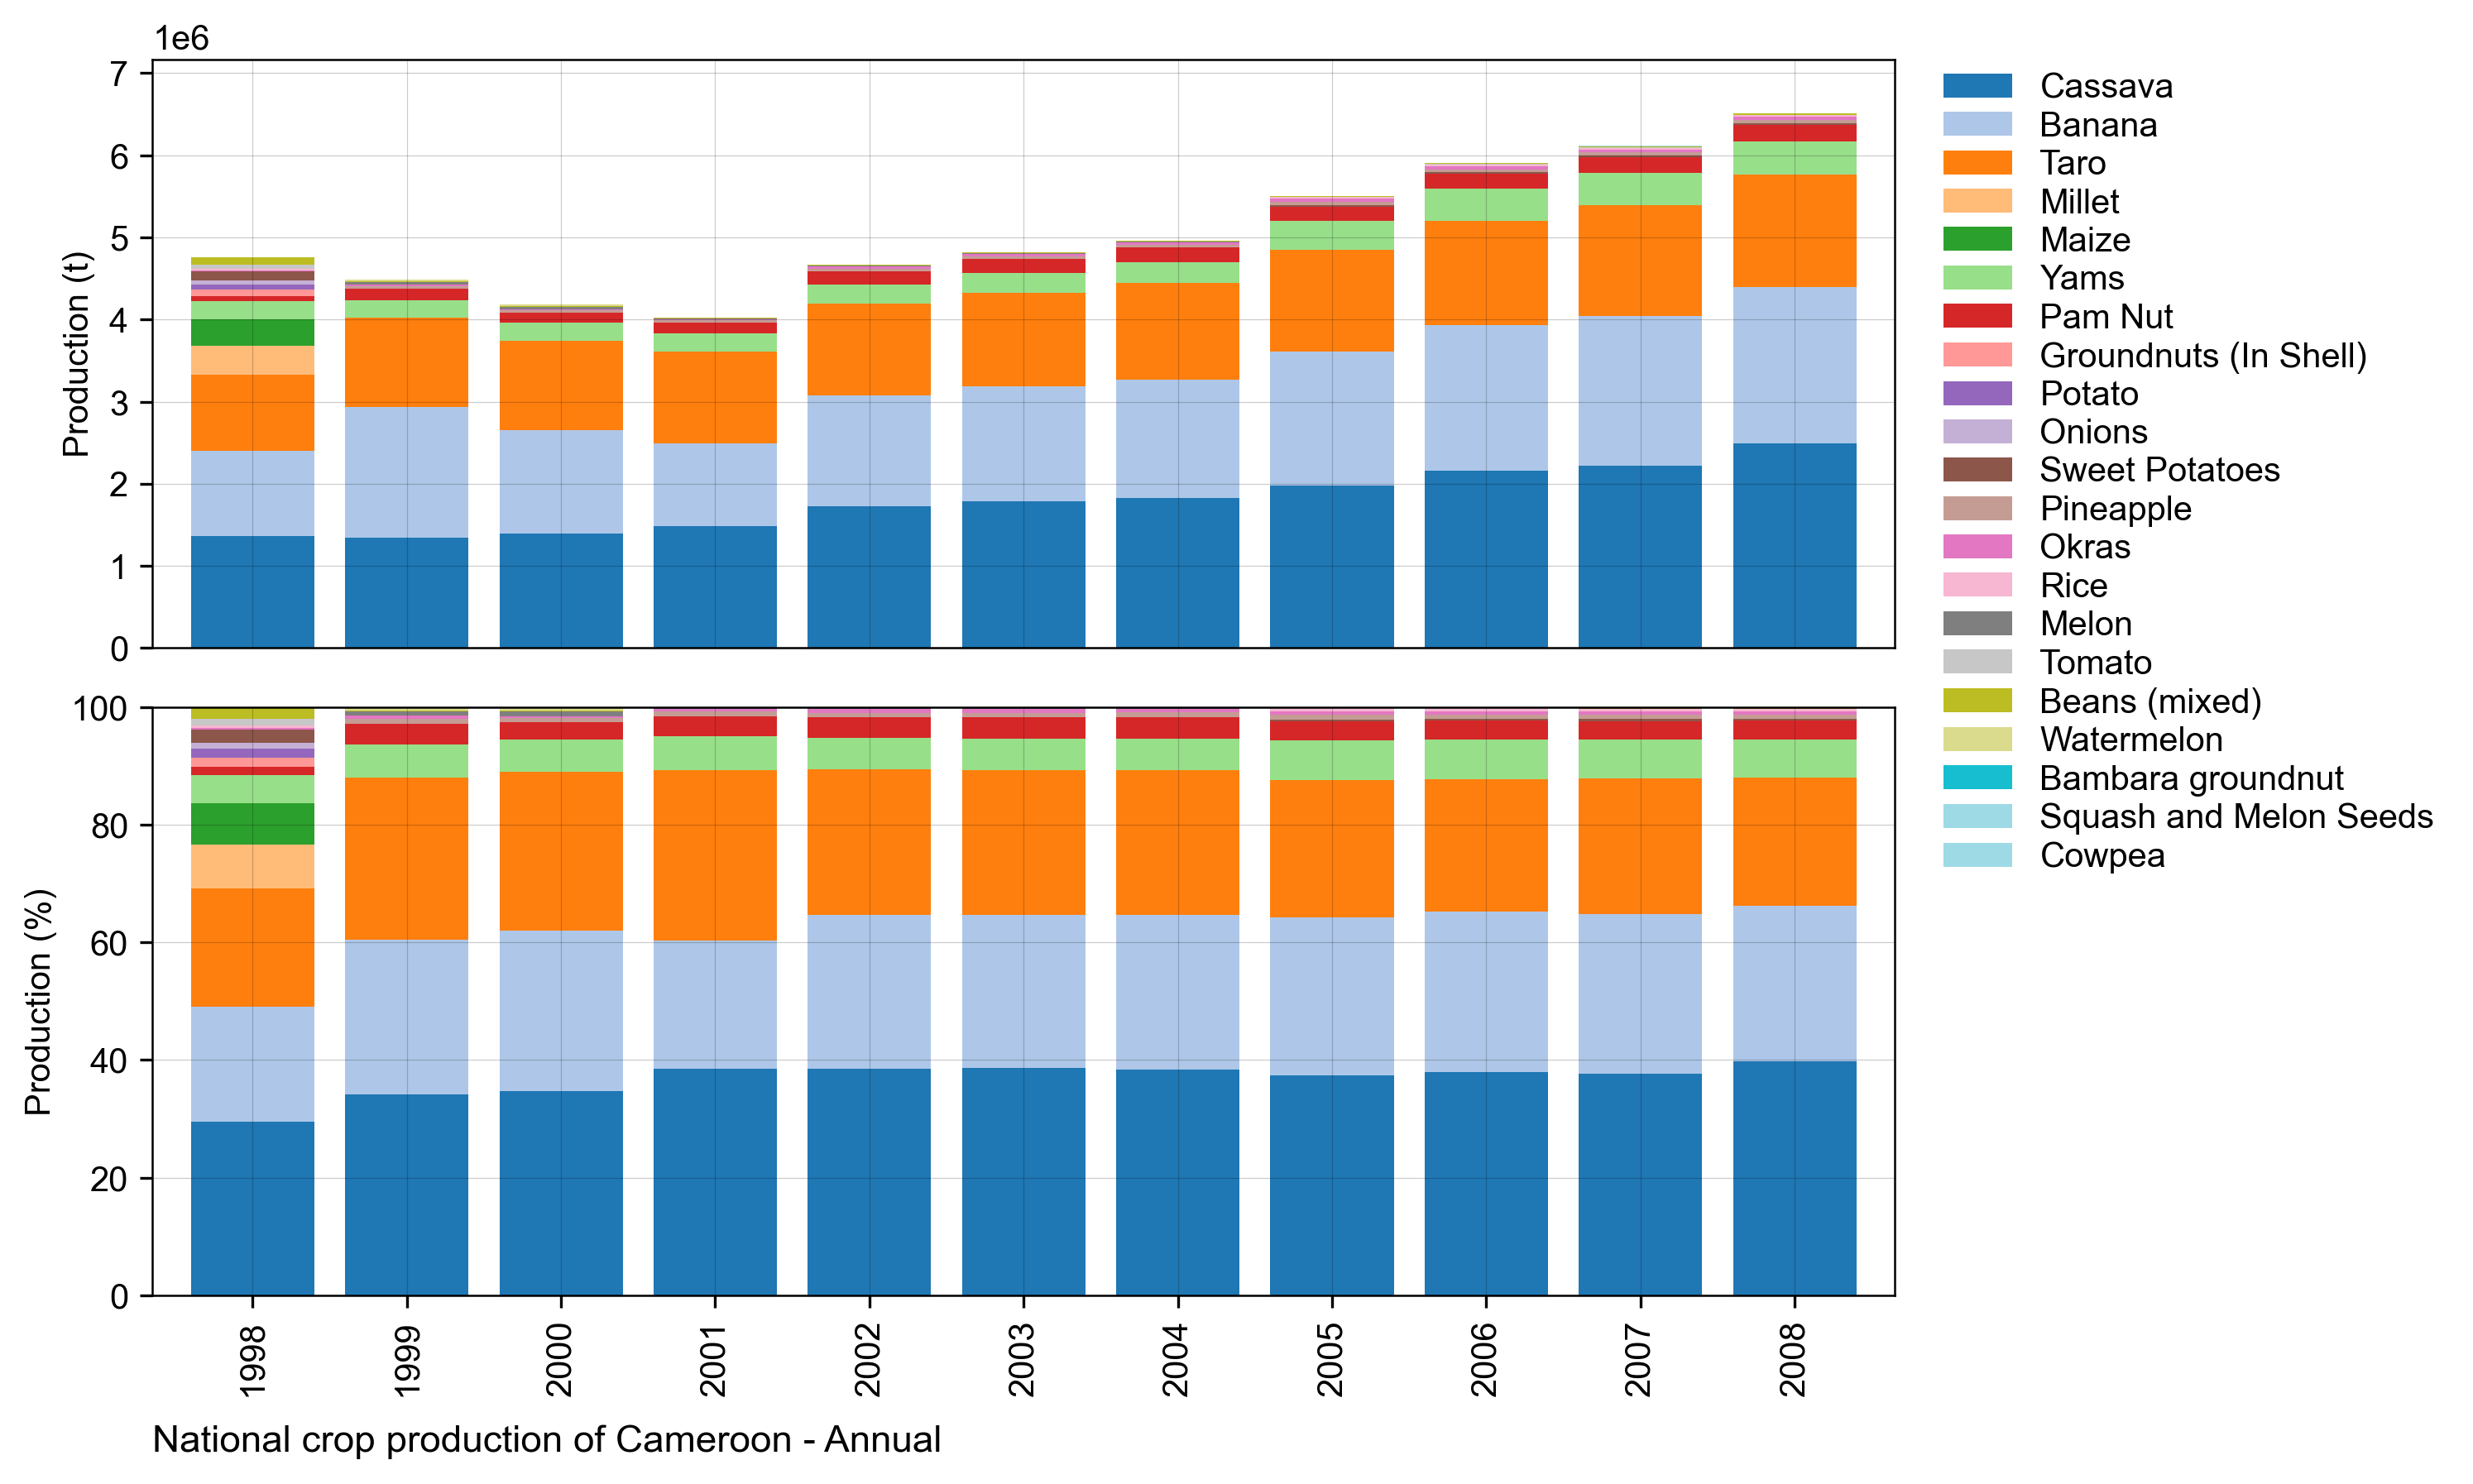 1e6
7
6
5
4
3
2
1
0
Production (t)
100
80
60
40
20
0
Production (%)
1998
1999
2000
2001
2002
2003
2004
2005
2006
2007
2008
National crop production of Cameroon - Annual
Cassava
Banana
Taro
Millet
Maize
Yams
Pam Nut
Groundnuts (In Shell)
Potato
Onions
Sweet Potatoes
Pineapple
Okras
Rice
Melon
Tomato
Beans (mixed)
Watermelon
Bambara groundnut
Squash and Melon Seeds
Cowpea